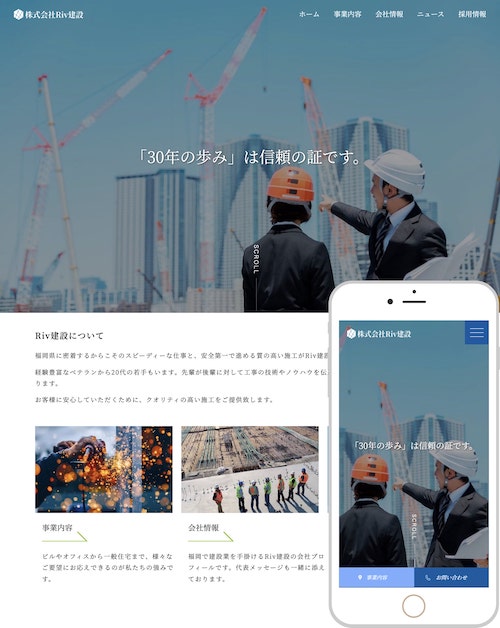 株式会社Riv建設
ホーム 事業内容 会社情報 ニュース 採用情報
「30年の歩み」は信頼の証です。
SCROLL
Riv建設について
福岡県に密着するからこそのスピーディーな仕事と、安全第一で進める質の高い施工がRiv建設
経験豊富なベテランから20代の若手もいます。先輩が後輩に対して工事の技術やノウハウを伝
ります。
お客様に安心していただくために、クオリティの高い施工をご提供致します。
事業内容
ビルやオフィスから一般住宅まで、様々な
ご要望にお応えできるのが私たちの強みで
す。
会社情報
福岡で建設業を手掛けるRiv建設の会社プロ
フィールです。代表メッセージも一緒に添え
ております。
株式会社Riv建設
「30年の歩み」は信頼の証です。
SCROLL
事業内容
お問い合わせ